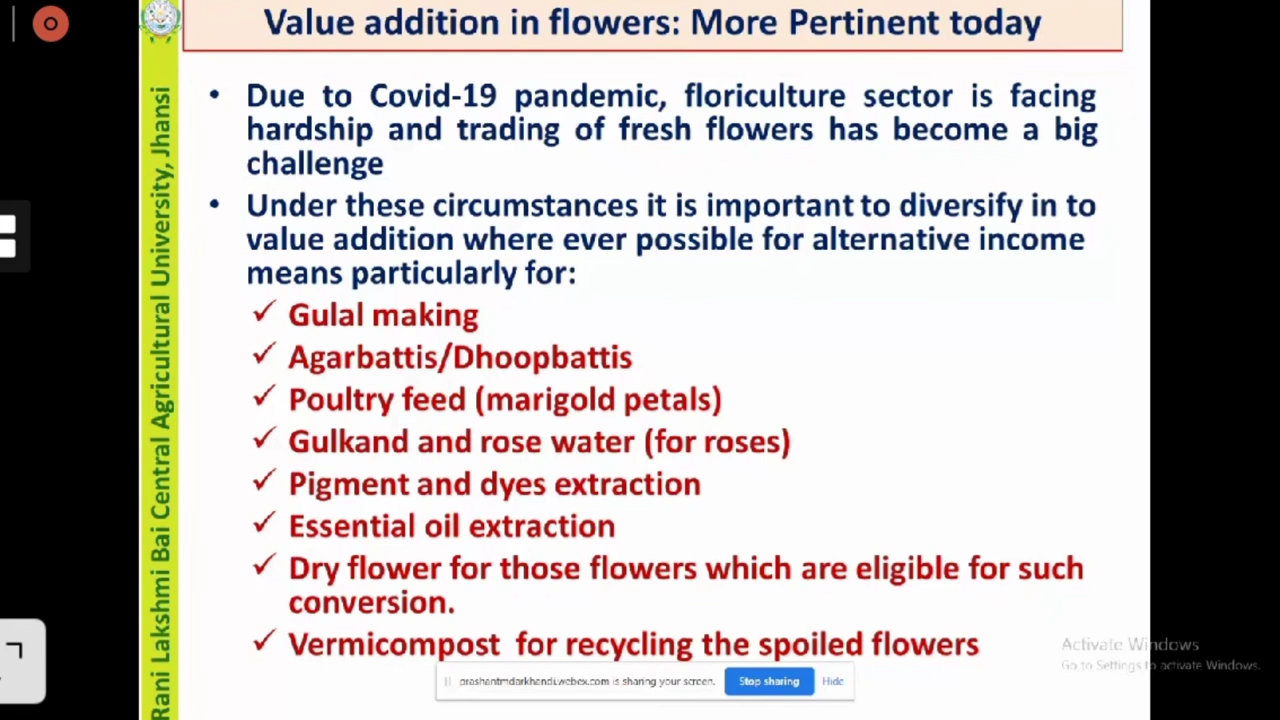 Value addition in flowers: More Pertinent today
• Due to Covid-19 pandemic, floriculture sector is facing
hardship and trading of fresh flowers has become a big
challenge
• Under these circumstances it is important to diversify in to
value addition where ever possible for alternative income
means particularly for:
✓ Gulal making
✓ Agarbattis/Dhoopbattis
✓ Poultry feed (marigold petals)
✓ Gulkand and rose water (for roses)
✓ Pigment and dyes extraction
✓ Essential oil extraction
✓ Dry flower for those flowers which are eligible for such
conversion.
✓ Vermicompost for recycling the spoiled flowers
Rani Lakshmi Bai Central Agricultural University, Jhansi
Activate Windows
Go to Settings to activate Windows.
is sharing your screen.
Stop sharing
Hide